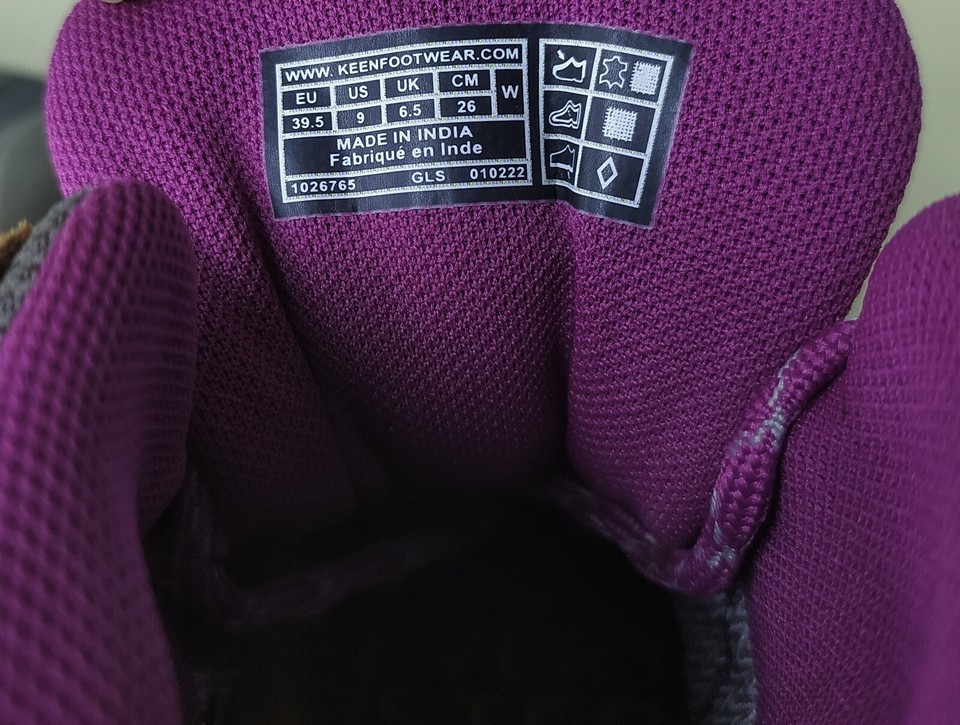 WWW. KEENFOOTWEAR.COM
EU US UK CM W
39.5 9 6.5 26
MADE IN INDIA
Fabriqué en Inde
1026765 GLS 010222